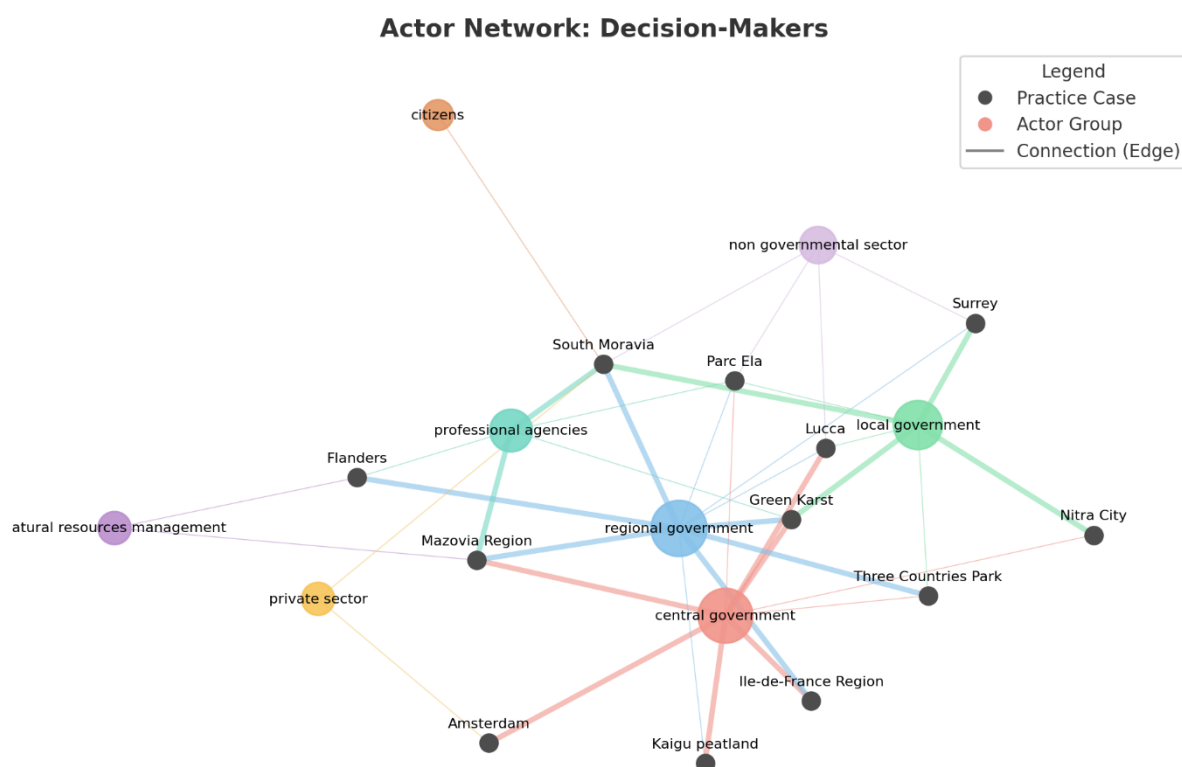 Actor Network: Decision-Makers
Legend
Practice Case
Actor Group
Connection (Edge)
citizens
non governmental sector
Surrey
South Moravia
Parc Ela
professional agencies
Lucca
local government
Flanders
Green Karst
Nitra City
atural resources management
regional government
Mazovia Region
Three Countries Park
private sector
central government
Ile-de-France Region
Amsterdam
Kaigu peatland